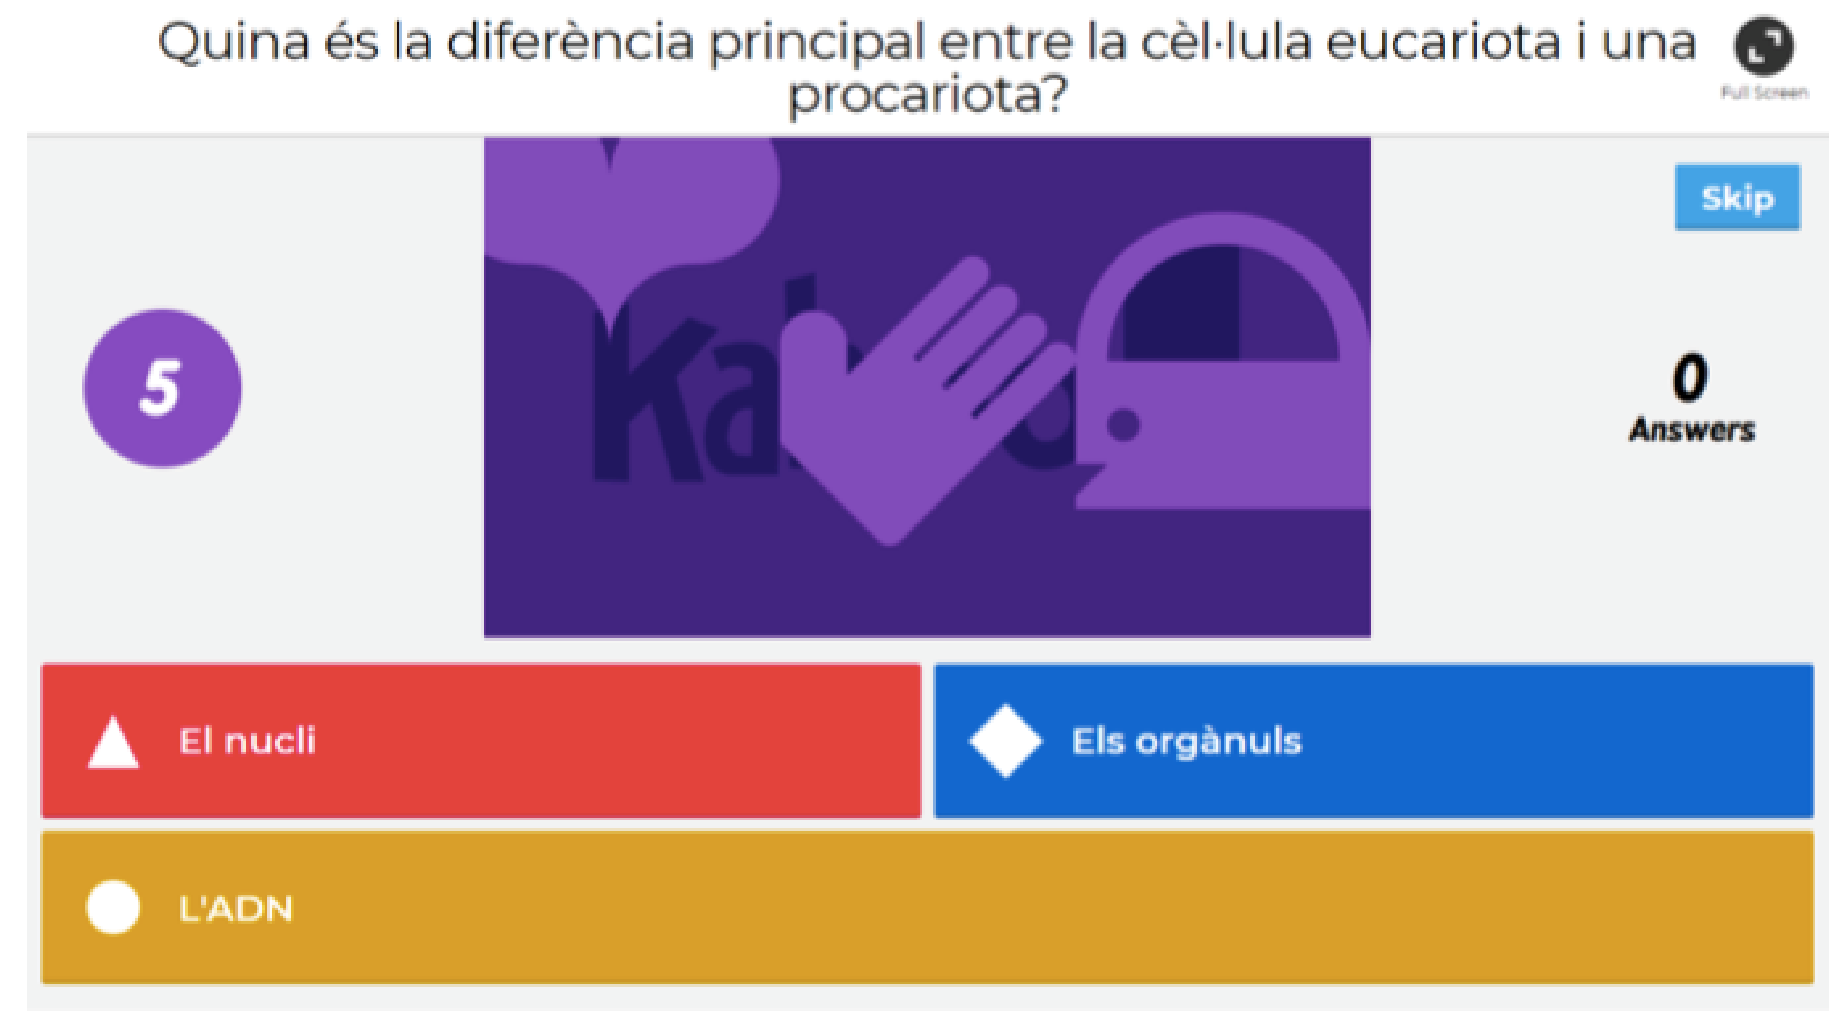 Quina és la diferència principal entre la cèl·lula eucariota i una
procariota?
Full Screen
Skip
5
0
Answers
El nucli
Els orgànuls
L'ADN